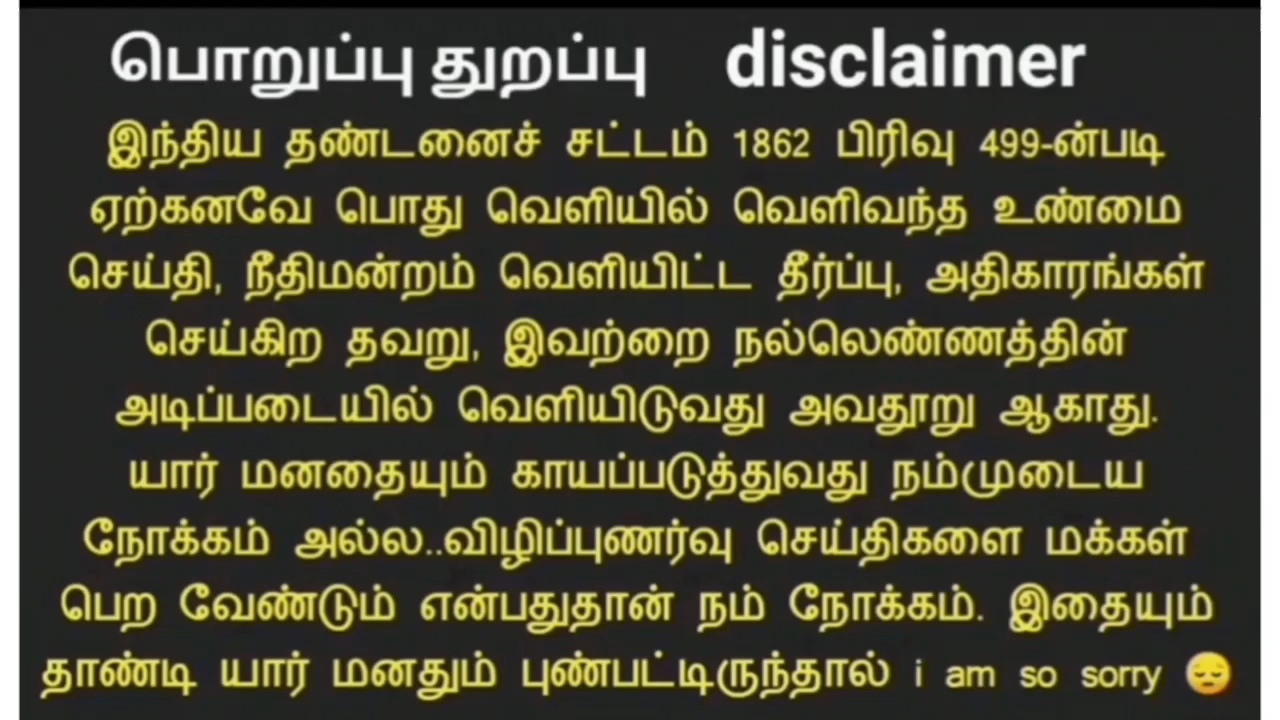 பொறுப்பு துறப்பு disclaimer
இந்திய தண்டனைச் சட்டம் 1862 பிரிவு 499-ன்படி
ஏற்கனவே பொது வெளியில் வெளிவந்த உண்மை
செய்தி, நீதிமன்றம் வெளியிட்ட தீர்ப்பு, அதிகாரங்கள்
செய்கிற தவறு, இவற்றை நல்லெண்ணத்தின்
அடிப்படையில் வெளியிடுவது அவதூறு ஆகாது.
யார் மனதையும் காயப்படுத்துவது நம்முடைய
நோக்கம் அல்ல..விழிப்புணர்வு செய்திகளை மக்கள்
பெற வேண்டும் என்பதுதான் நம் நோக்கம். இதையும்
தாண்டி யார் மனதும் புண்பட்டிருந்தால் i am so sorry 😔